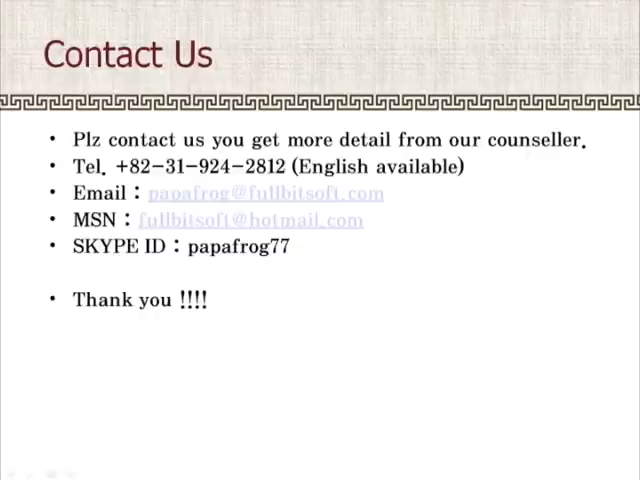 Contact Us
• Plz contact us you get more detail from our counseller.
• Tel. +82-31-924-2812 (English available)
• Email : papafrog@fullbitsoft.com
• MSN : fullbitsoft@hotmail.com
• SKYPE ID : papafrog77
• Thank you !!!!